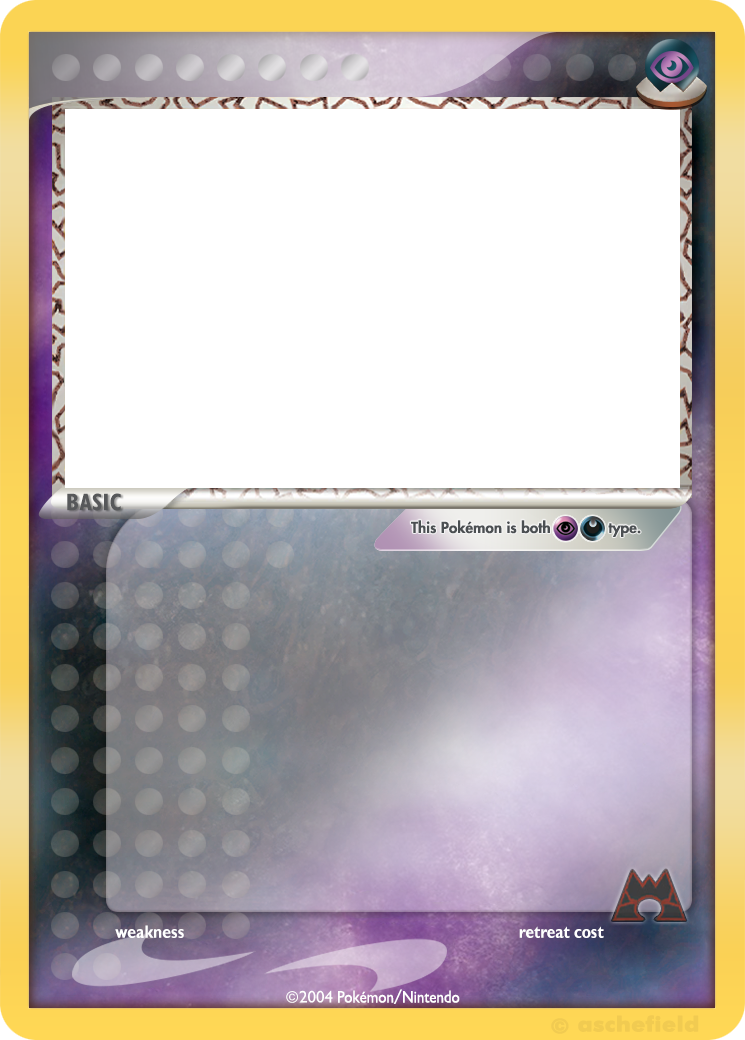 BASIC
This Pokémon is both type.
weakness
retreat cost
©2004 Pokémon/Nintendo
© aschefield